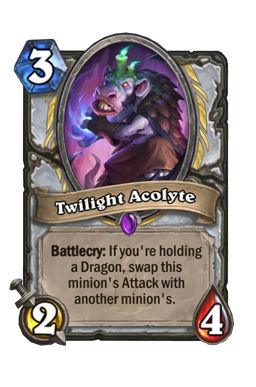 3
Twilight Acolyte
Battlecry: If you're holding
a Dragon, swap this
minion's Attack with
another minion's.
2
4